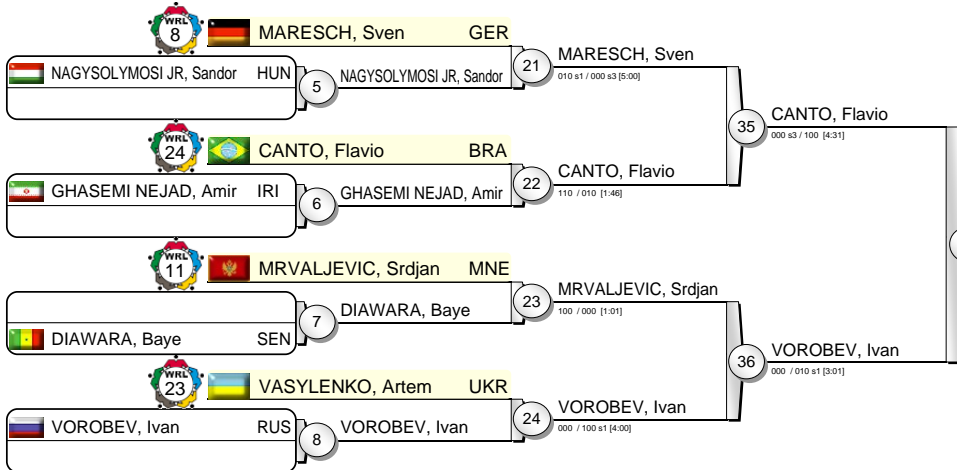 WRL
8
MARESCH, Sven GER
NAGYSOLYMOSI JR, Sandor HUN
5
NAGYSOLYMOSI JR, Sandor
21
MARESCH, Sven
010 s1 / 000 s3 [5:00]
WRL
24
CANTO, Flavio BRA
GHASEMI NEJAD, Amir IRI
6
GHASEMI NEJAD, Amir
22
CANTO, Flavio
110 / 010 [1:46]
35
CANTO, Flavio
000 s3 / 100 [4:31]
WRL
11
MRVALJEVIC, Srdjan MNE
DIAWARA, Baye SEN
7
DIAWARA, Baye
23
MRVALJEVIC, Srdjan
100 / 000 [1:01]
WRL
23
VASYLENKO, Artem UKR
VOROBEV, Ivan RUS
8
VOROBEV, Ivan
24
VOROBEV, Ivan
000 / 100 s1 [4:00]
36
VOROBEV, Ivan
000 / 010 s1 [3:01]